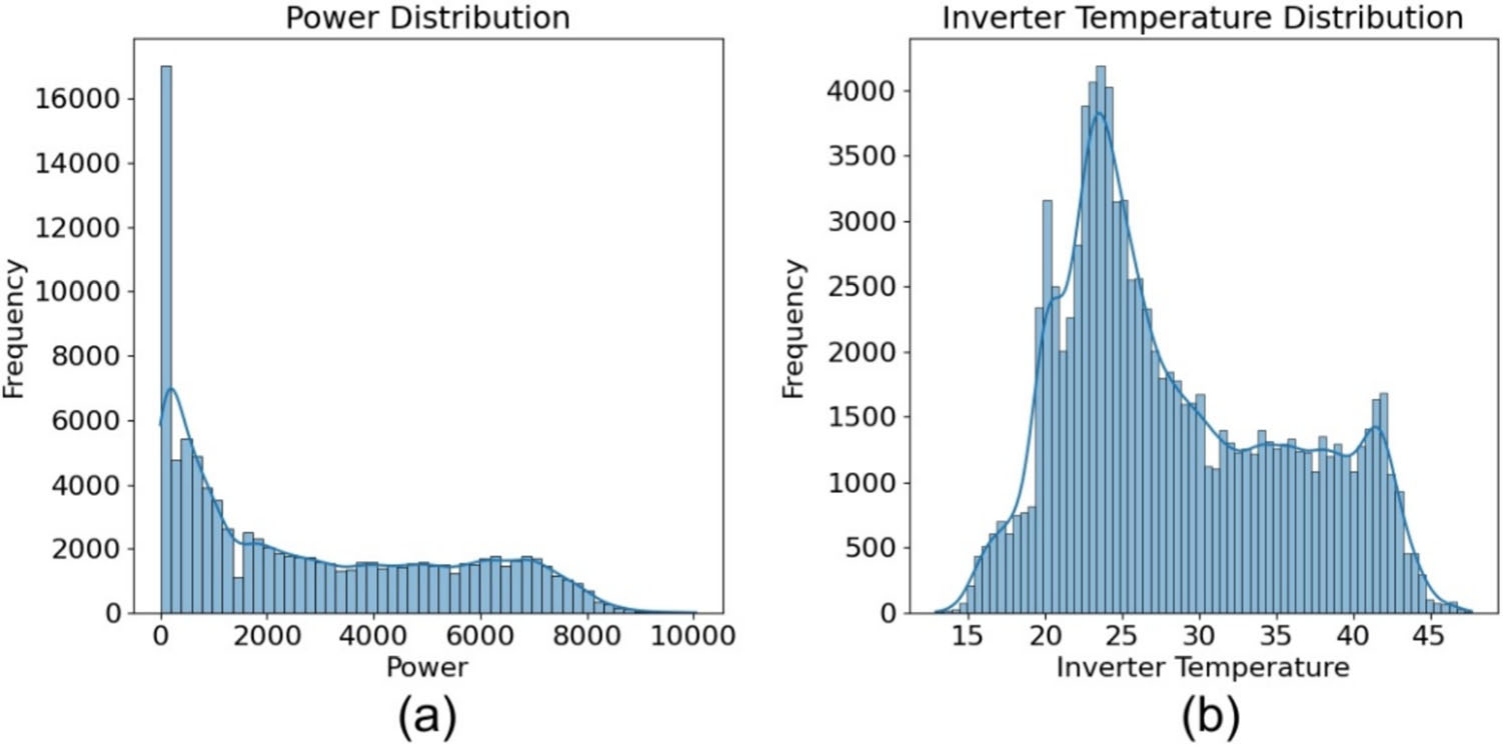 Power Distribution
16000
14000
12000
10000
8000
6000
4000
2000
0
Frequency
0 2000 4000 6000 8000 10000
Power
(a)
Inverter Temperature Distribution
4000
3500
3000
2500
2000
1500
1000
500
0
Frequency
15 20 25 30 35 40 45
Inverter Temperature
(b)